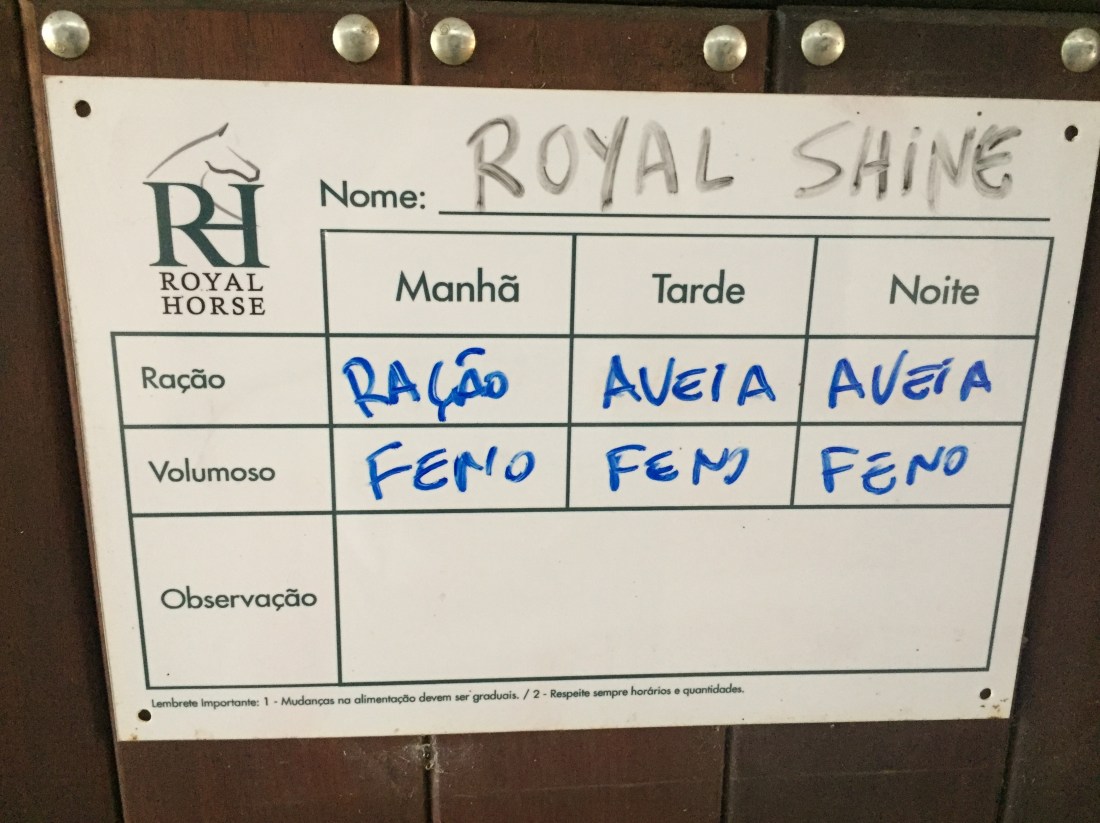 RH
ROYAL
HORSE
Nome: ROYAL SHINE
Manhã Tarde Noite
Ração RAÇÃO AVEIA AVEIA
Volumoso FENO FENO FENO
Observação
Lembrete Importante: 1 - Mudanças na alimentação devem ser graduais. / 2 - Respeite sempre horários e quantidades.